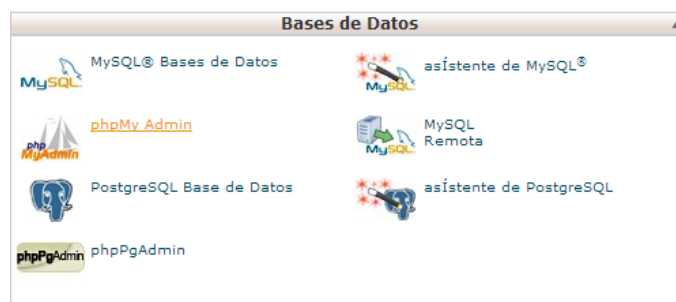 Bases de Datos
MySQL
MySQL® Bases de Datos
MySQL
asÍstente de MySQL®
php
MyAdmin
phpMy Admin
MySQL
MySQL
Remota
PostgreSQL Base de Datos
asÍstente de PostgreSQL
phpPgAdmin
phpPgAdmin